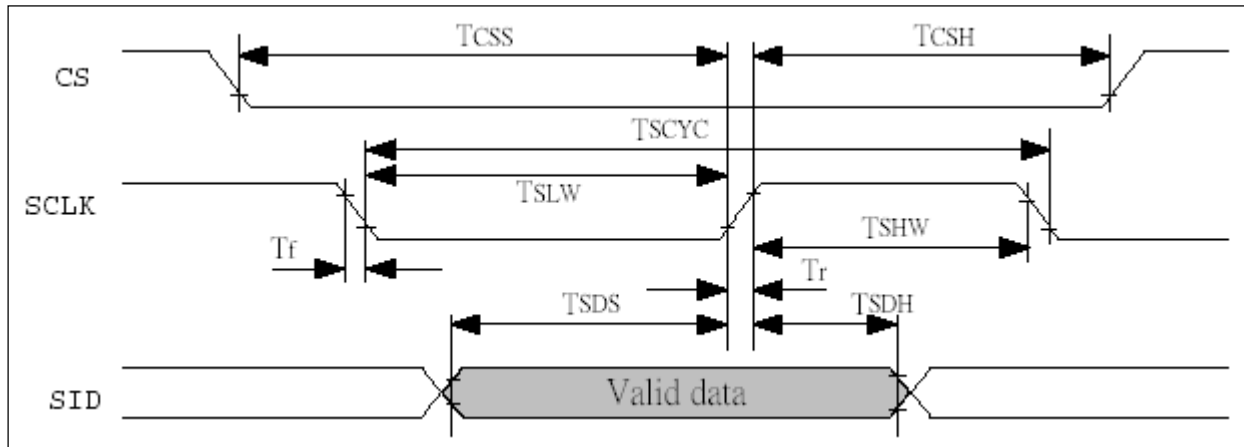 TCSS
TCSH
CS
TSCYC
TSLW
SCLK
TSHW
Tf
Tr
TSDS
TSDH
Valid data
SID